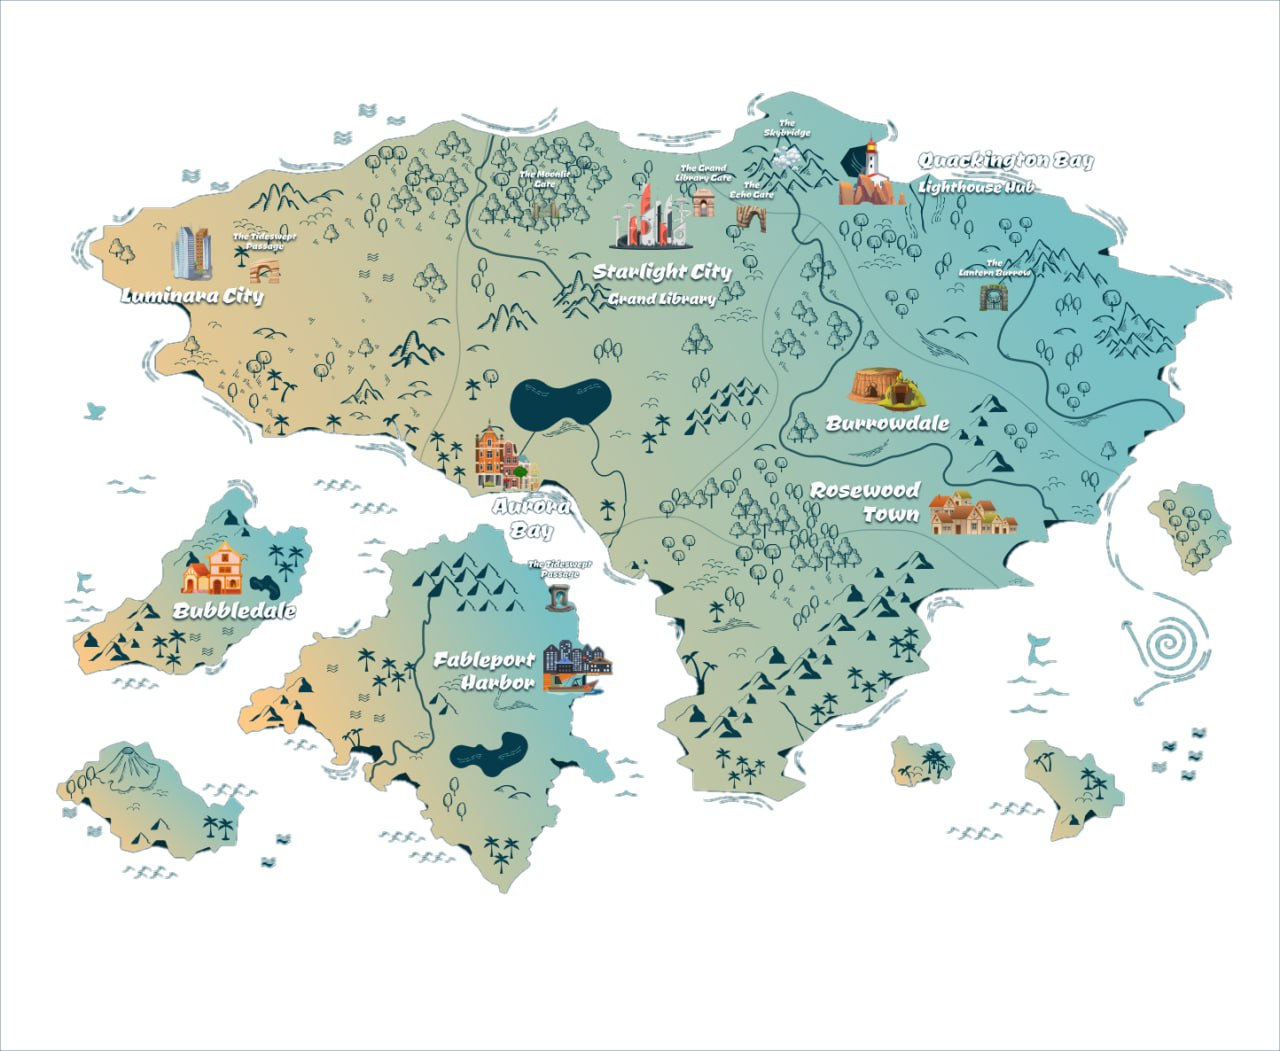 The
Skybridge
Quackington Bay
Lighthouse Hub
The Moonlit
Gate
The Grand
Library Gate
The
Echo Gate
The Tideswept
Passage
Luminara City
Starlight City
Grand Library
The
Lantern Burrow
Burrowdale
Rosewood
Town
Aurora
Bay
The Tideswept
Passage
Bubbledale
Fableport
Harbor